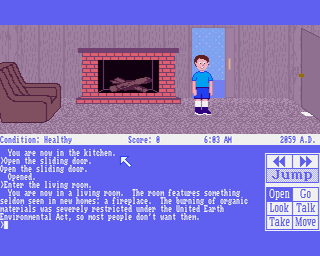 Condition: Healthy Score: 0 6:03 AM 2059 A.D.
You are now in the kitchen.
>Open the sliding door.
Open the sliding door.
Opened.
>Enter the living room.
You are now in a living room. The room features something
seldom seen in new homes: a fireplace. The burning of organic
materials was severely restricted under the United Earth
Environmental Act, so most people don't want them.
>
Jump
Open Go
Look Talk
Take Move